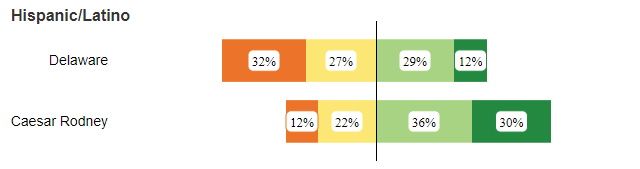 Hispanic/Latino
Delaware 32% 27% 29% 12%
Caesar Rodney 12% 22% 36% 30%